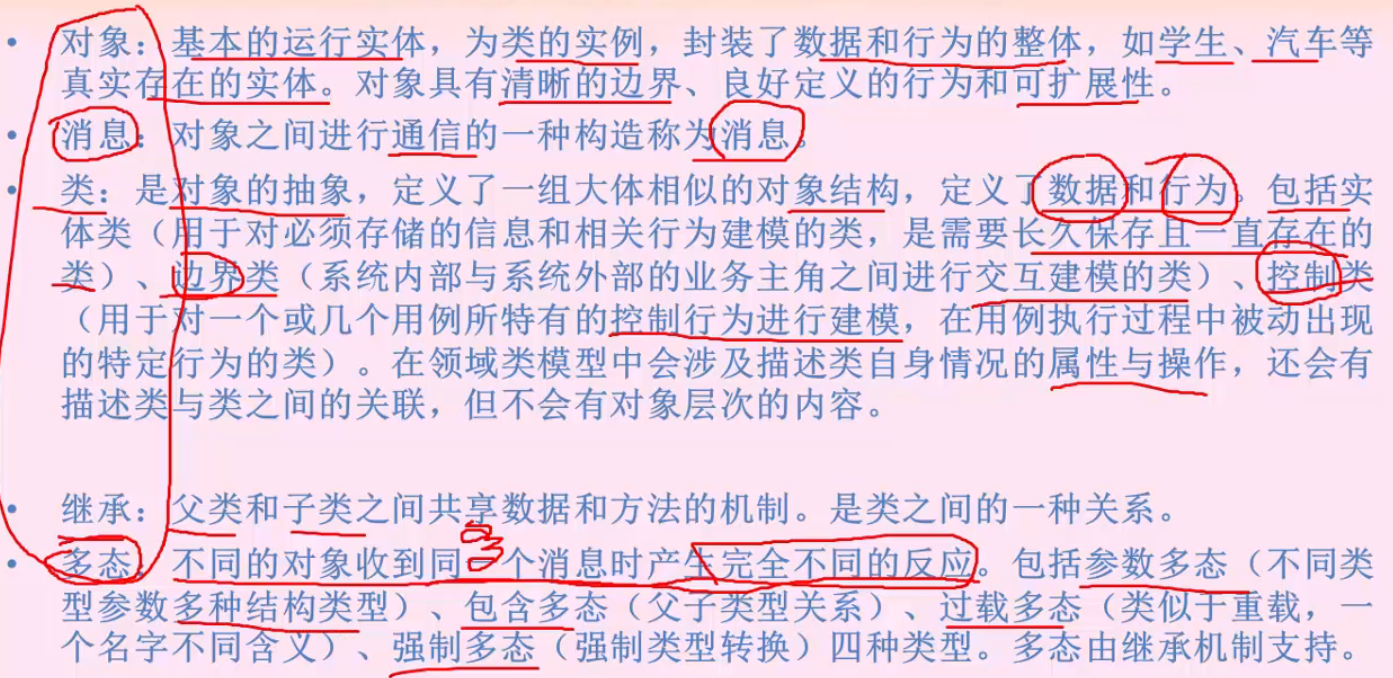 • 对象：基本的运行实体，为类的实例，封装了数据和行为的整体，如学生、汽车等
真实存在的实体。对象具有清晰的边界、良好定义的行为和可扩展性。
• 消息：对象之间进行通信的一种构造称为消息。
• 类：是对象的抽象，定义了一组大体相似的对象结构，定义了数据和行为。包括实
体类（用于对必须存储的信息和相关行为建模的类，是需要长久保存且一直存在的
类）、边界类（系统内部与系统外部的业务主角之间进行交互建模的类）、控制类
（用于对一个或几个用例所特有的控制行为进行建模，在用例执行过程中被动出现
的特定行为的类）。在领域类模型中会涉及描述类自身情况的属性与操作，还会有
描述类与类之间的关联，但不会有对象层次的内容。
• 继承：父类和子类之间共享数据和方法的机制。是类之间的一种关系。
• 多态：不同的对象收到同一个消息时产生完全不同的反应。包括参数多态（不同类
型参数多种结构类型）、包含多态（父子类型关系）、过载多态（类似于重载，一
个名字不同含义）、强制多态（强制类型转换）四种类型。多态由继承机制支持。